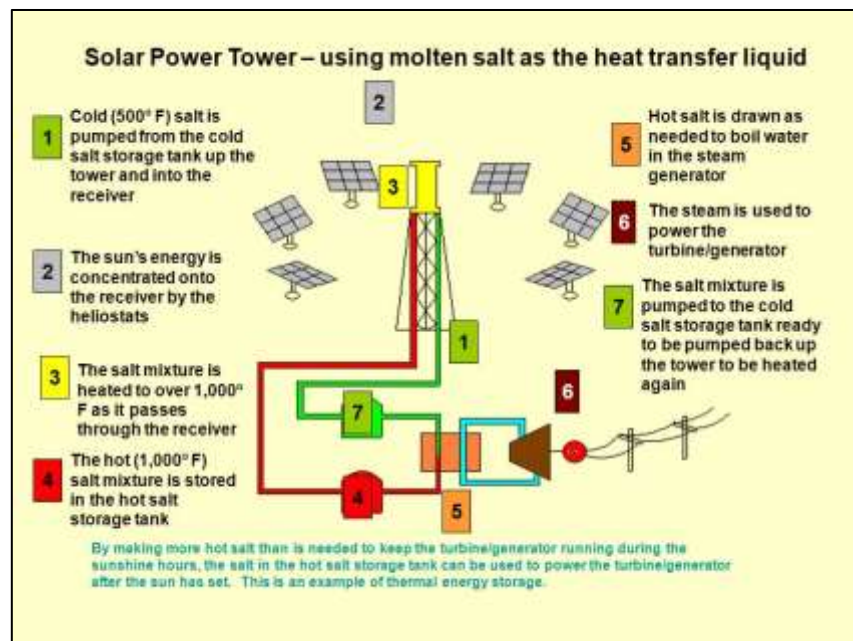 Solar Power Tower – using molten salt as the heat transfer liquid
1
Cold (500° F) salt is
pumped from the cold
salt storage tank up the
tower and into the
receiver
2
The sun's energy is
concentrated onto
the receiver by the
heliostats
3
The salt mixture is
heated to over 1,000°
F as it passes
through the receiver
4
The hot (1,000° F)
salt mixture is stored
in the hot salt
storage tank
2
3
1
7
4
5
6
5
Hot salt is drawn as
needed to boil water
in the steam
generator
6
The steam is used to
power the
turbine/generator
7
The salt mixture is
pumped to the cold
salt storage tank ready
to be pumped back up
the tower to be heated
again
By making more hot salt than is needed to keep the turbine/generator running during the
sunshine hours, the salt in the hot salt storage tank can be used to power the turbine/generator
after the sun has set. This is an example of thermal energy storage.